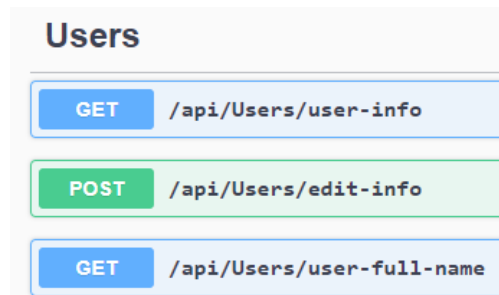 Users
GET /api/Users/user-info
POST /api/Users/edit-info
GET /api/Users/user-full-name